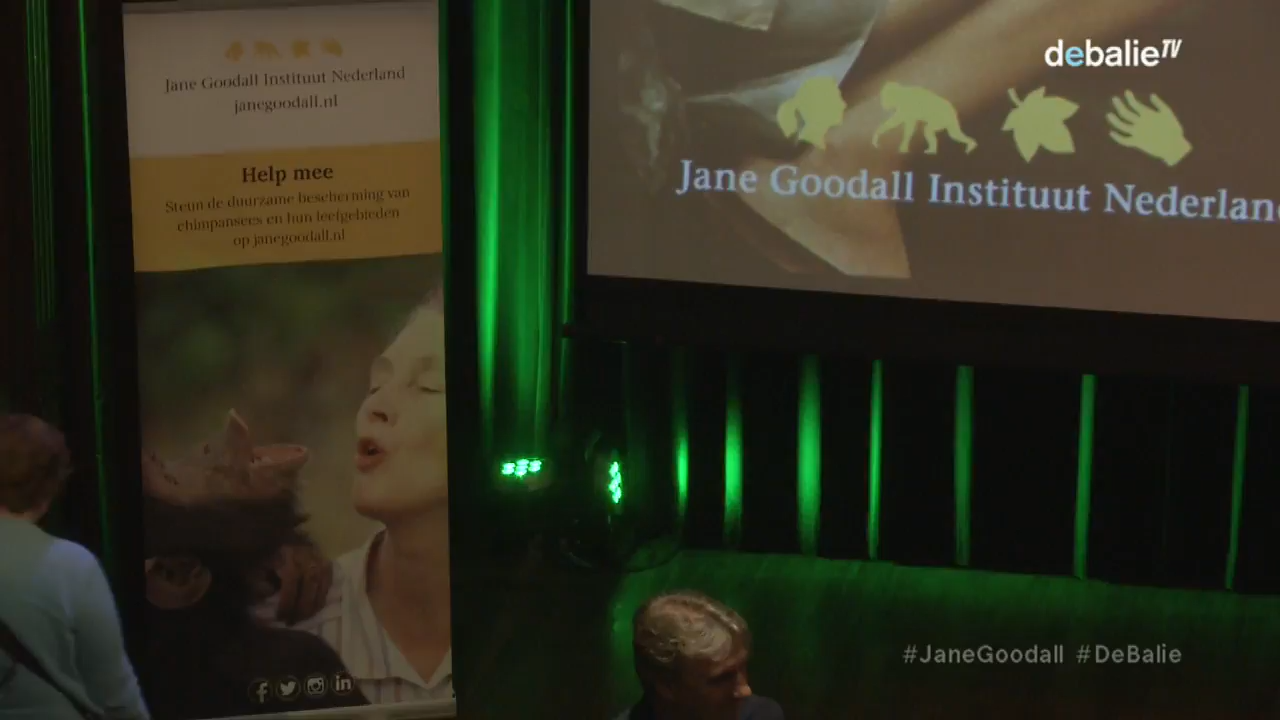 debalieTV
Jane Goodall Instituut Nederland
janegoodall.nl
Help mee
Steun de duurzame bescherming van
chimpansees en hun leefgebieden
op janegoodall.nl
Jane Goodall Instituut Nederlan
#JaneGoodall #DeBalie